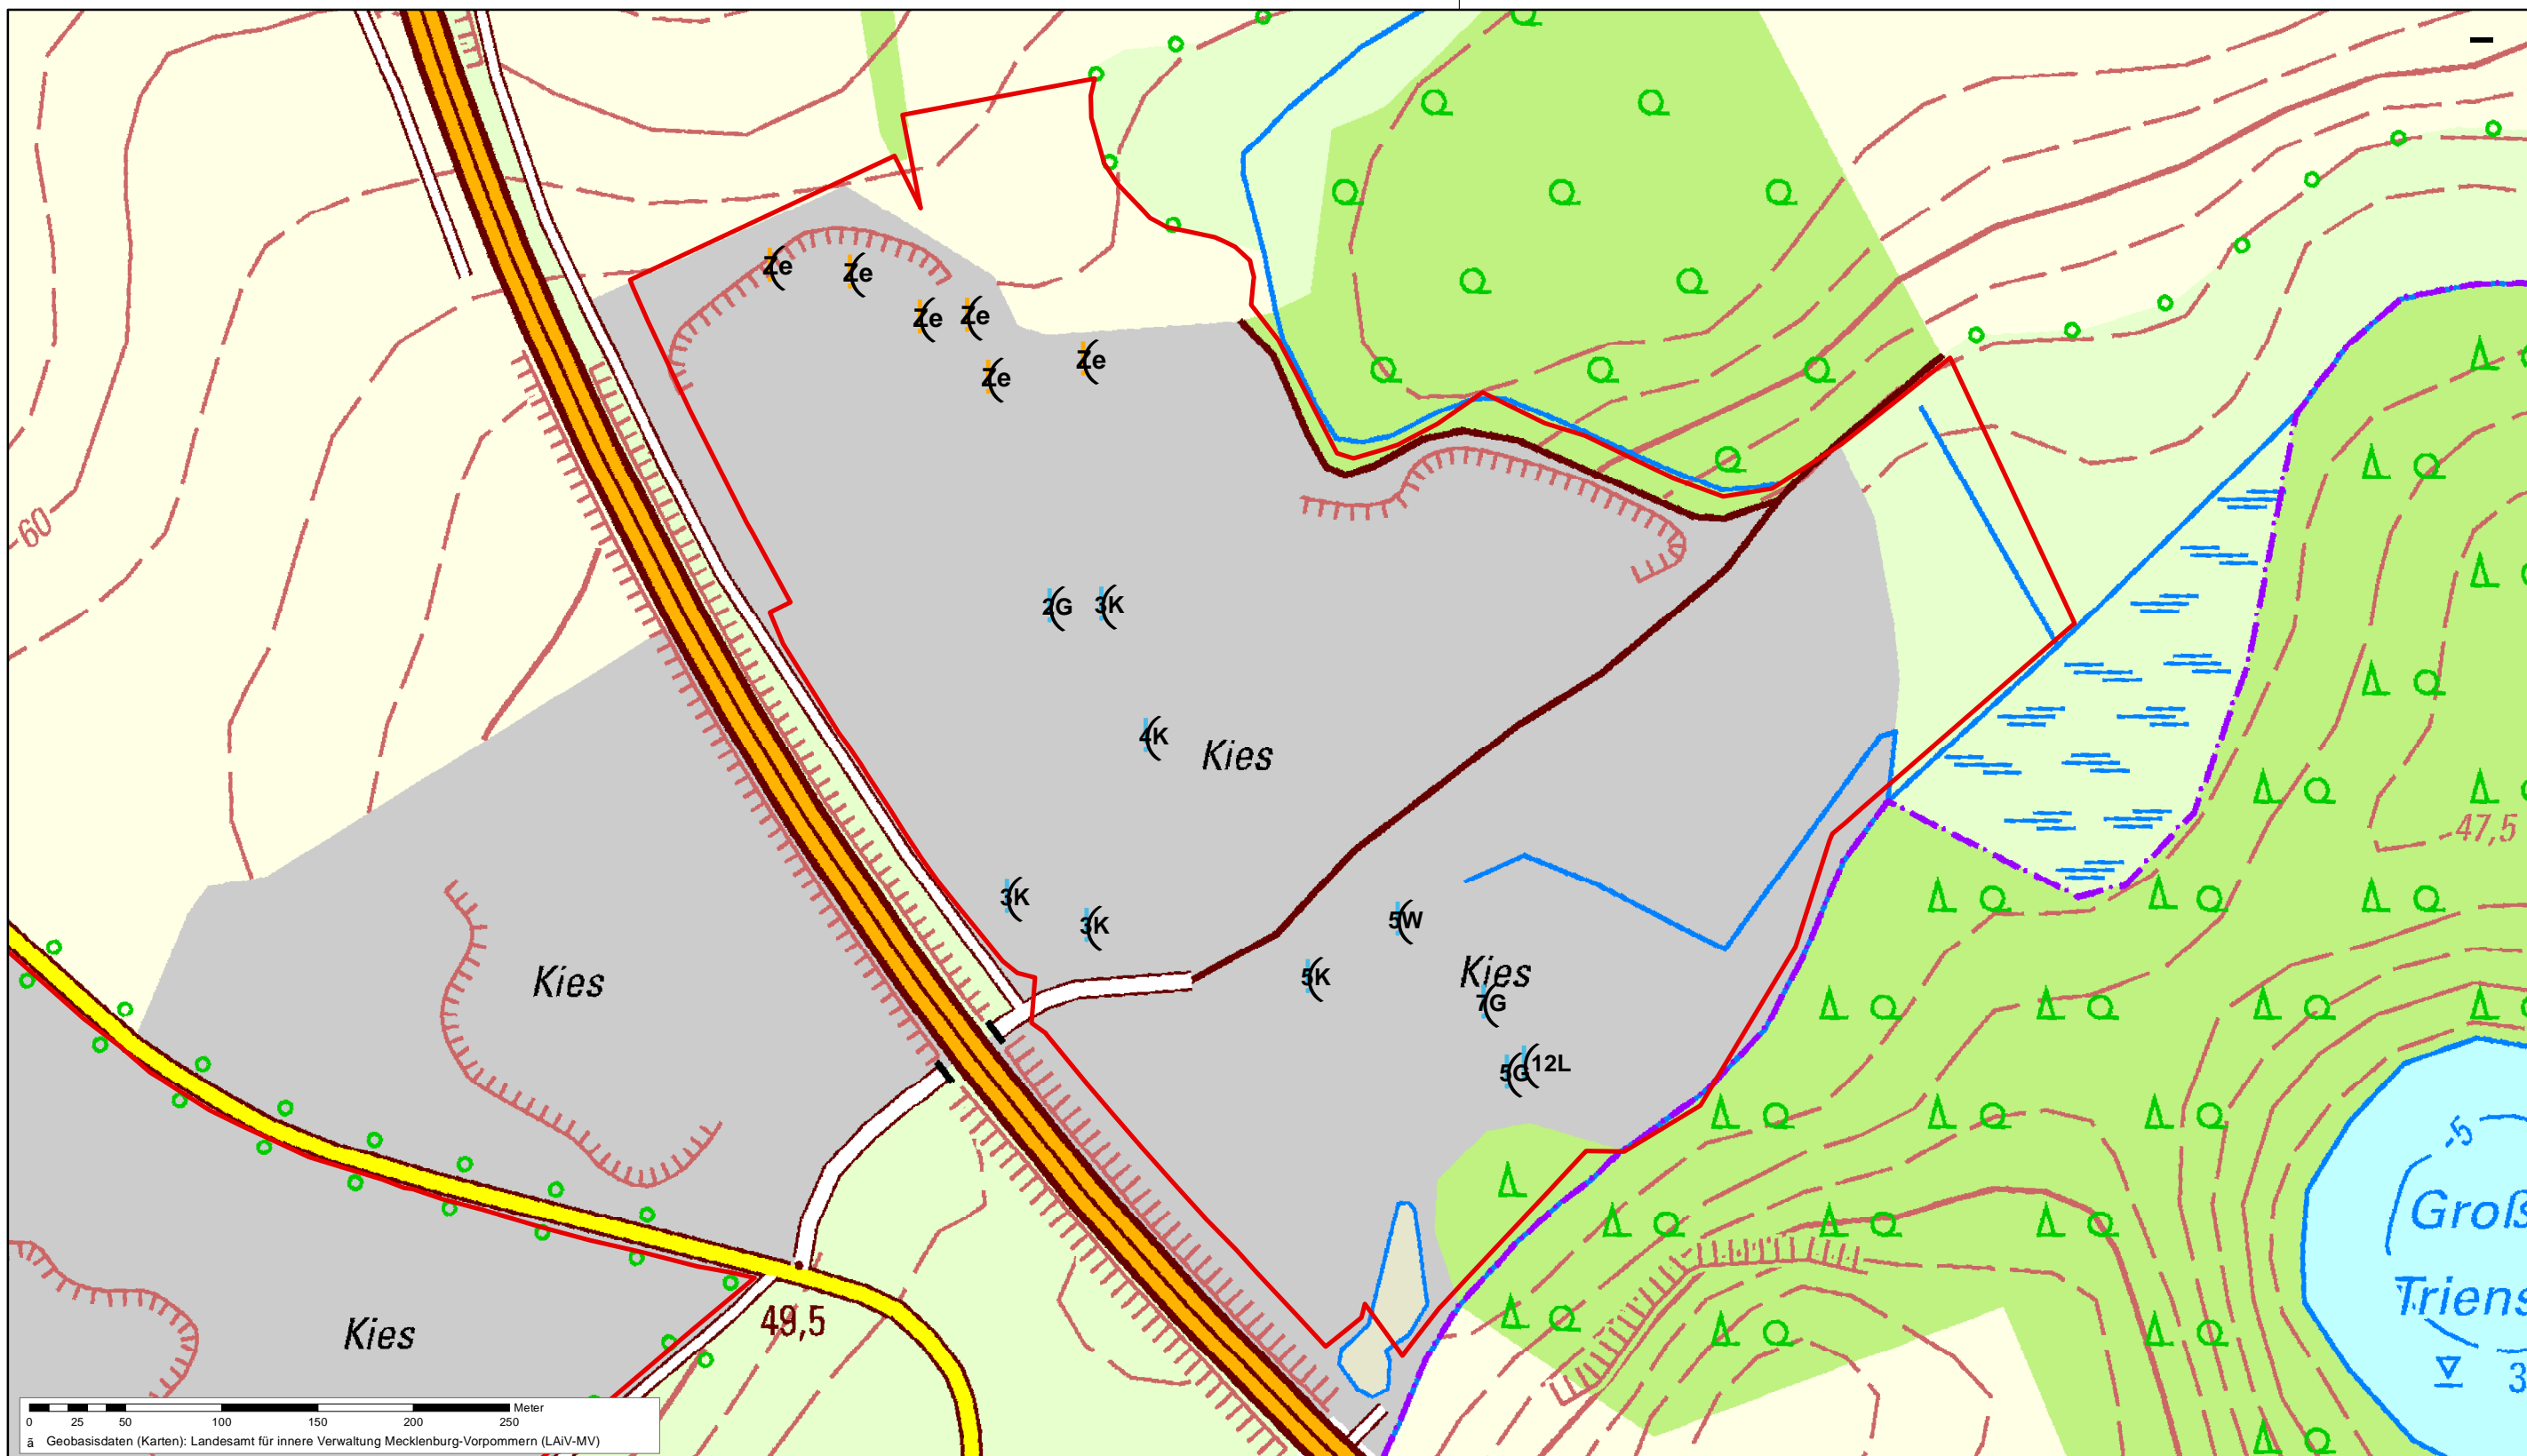 Ze
Ze
Ze
Ze
Ze
Ze
60
2G
3K
4K
Kies
47,5
3K
3K
5W
Kies
5K
Kies
7G
5G
12L
-5
Groß
Triens
49,5
Kies
3
Meter
0 25 50 100 150 200 250
ã Geobasisdaten (Karten): Landesamt für innere Verwaltung Mecklenburg-Vorpommern (LAiV-MV)